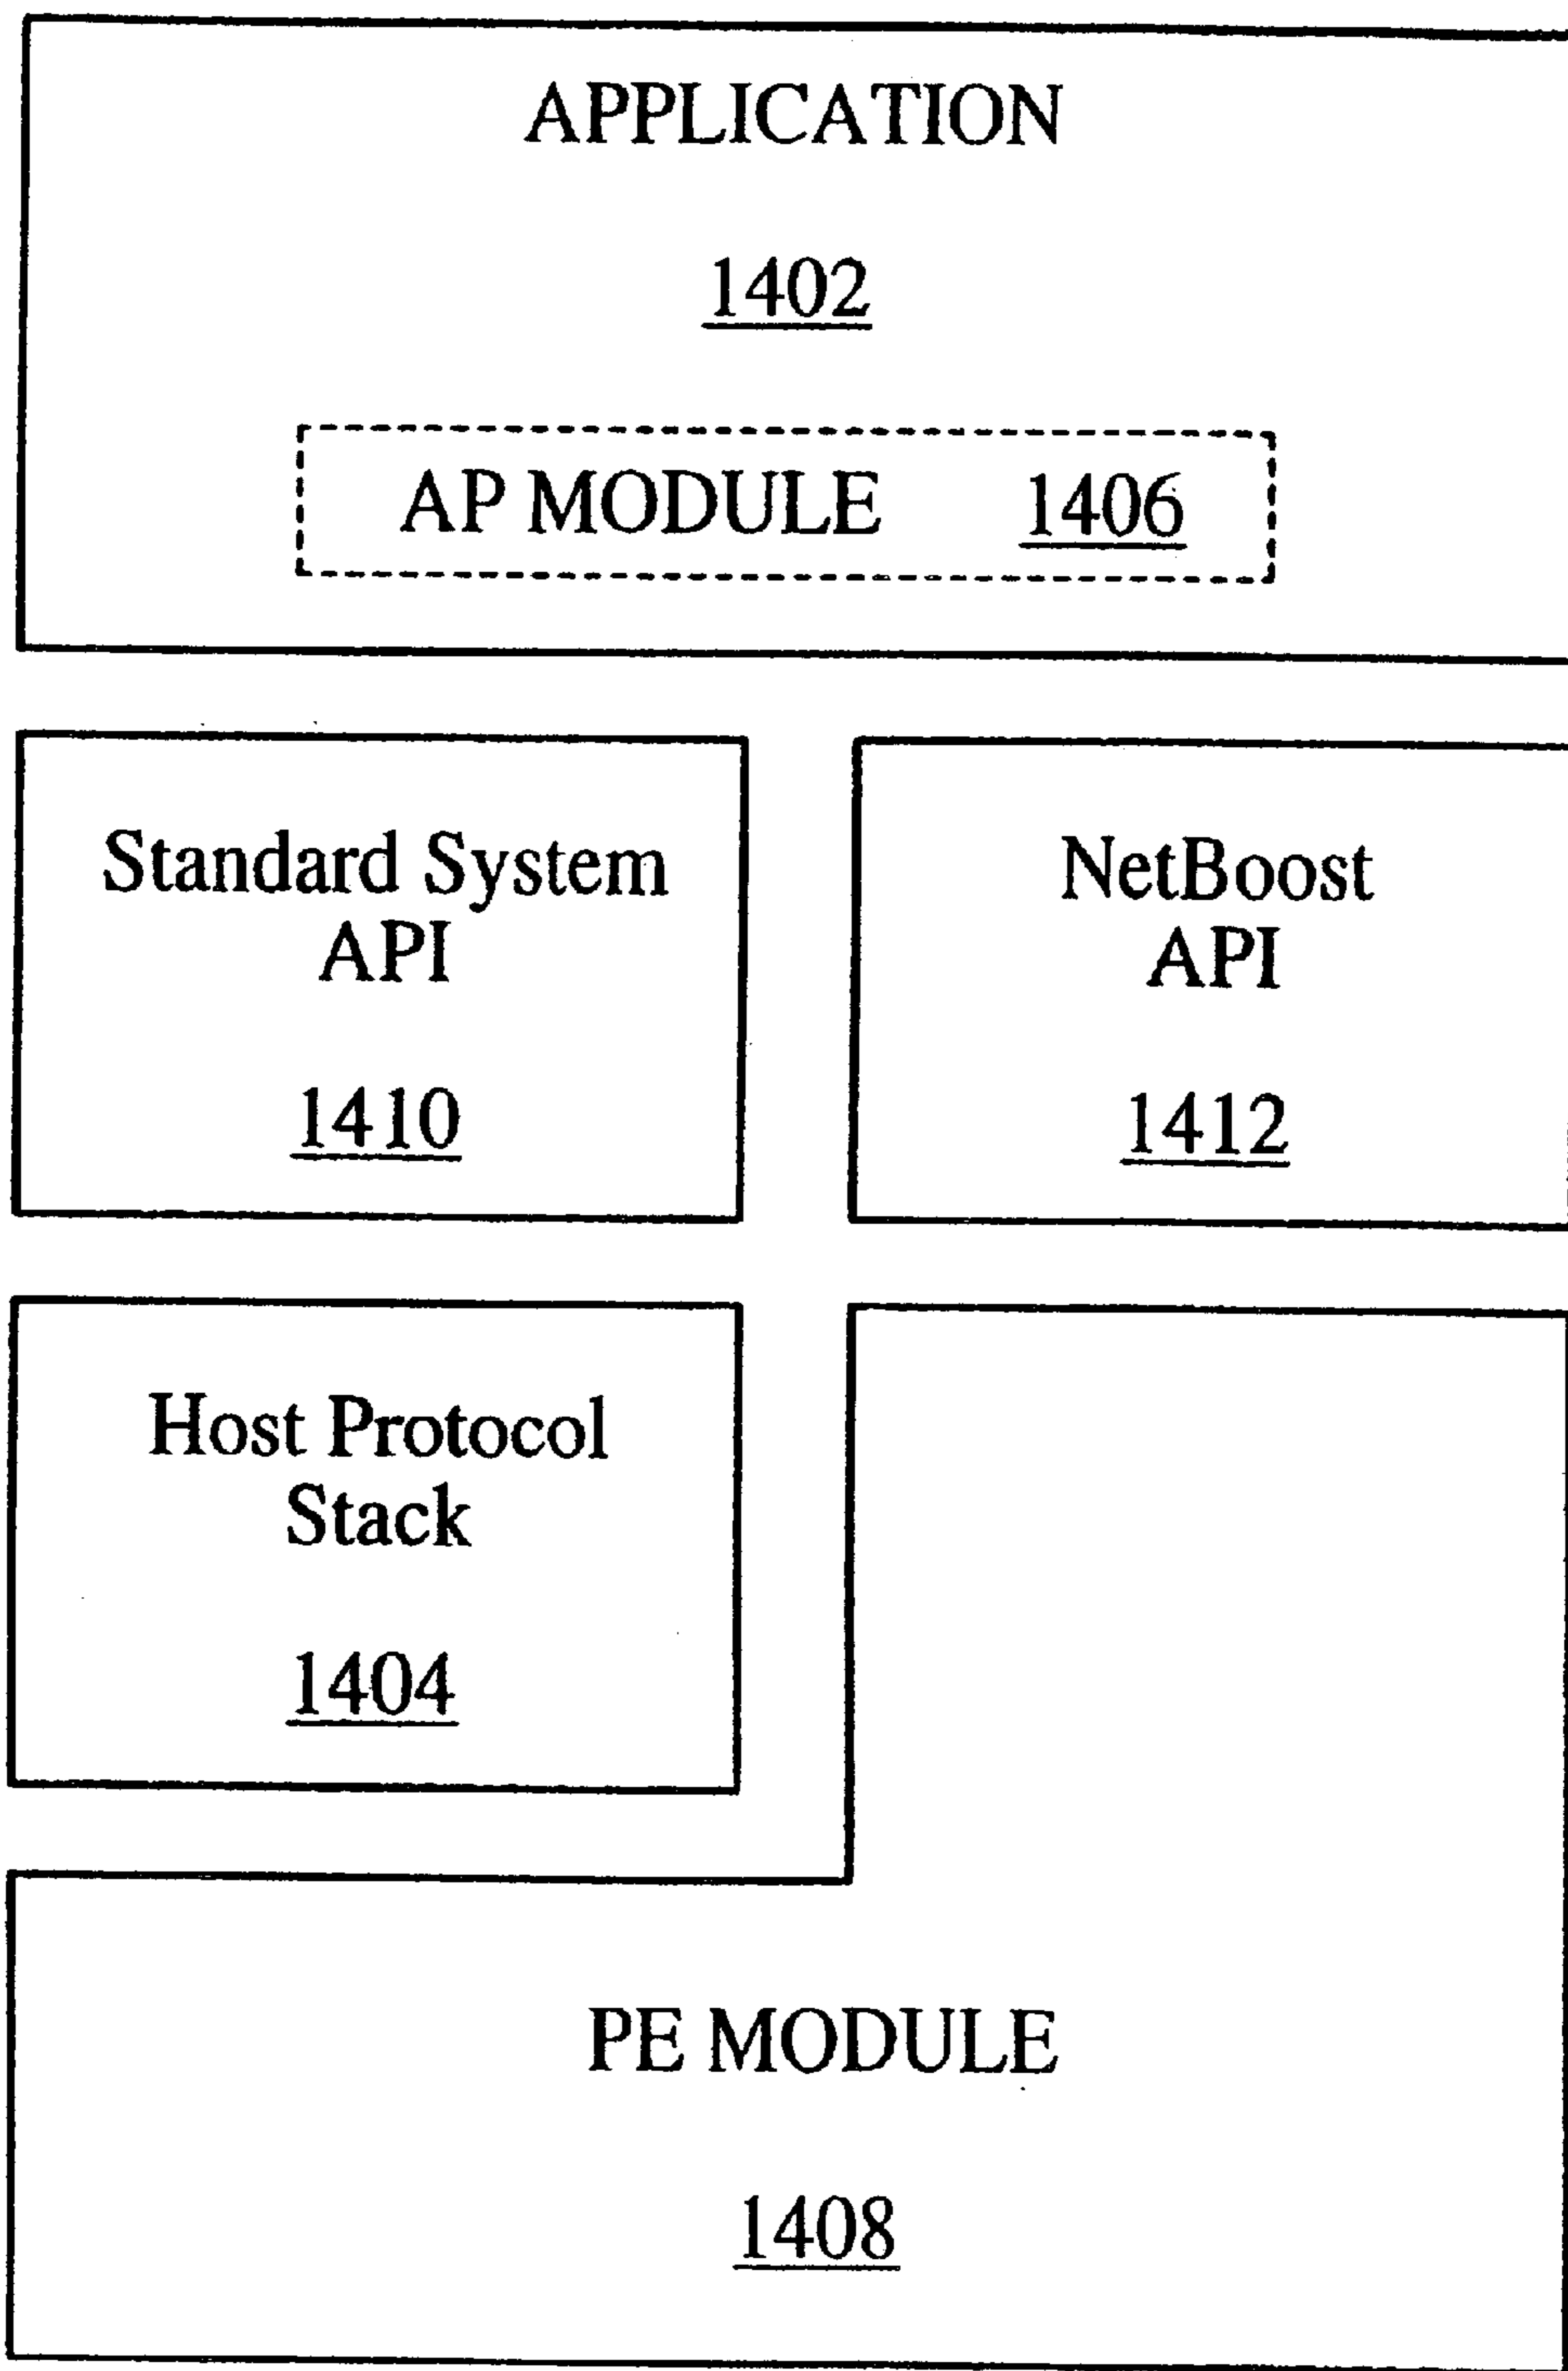 APPLICATION
1402
AP MODULE 1406
Standard System
API
1410
NetBoost
API
1412
Host Protocol
Stack
1404
PE MODULE
1408